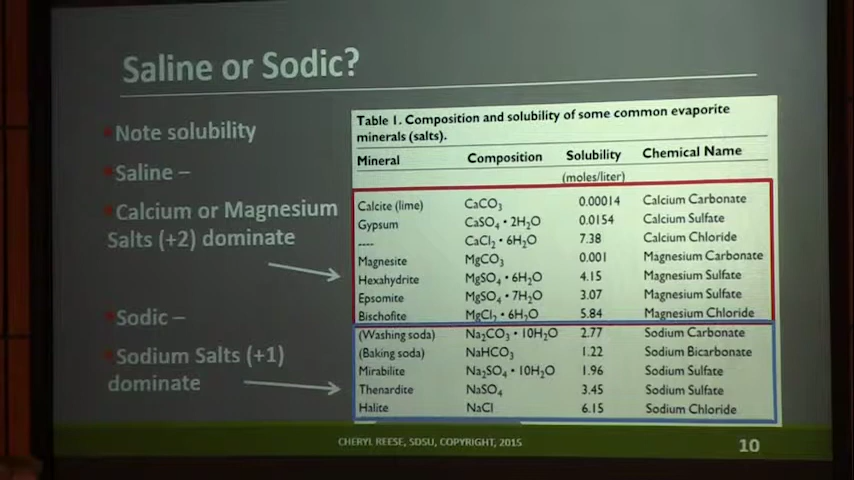 Saline or Sodic?
Note solubility
Saline –
Calcium or Magnesium
Salts (+2) dominate
Sodic –
Sodium Salts (+1)
dominate
Table 1. Composition and solubility of some common evaporite
minerals (salts).
Mineral Composition Solubility Chemical Name
(moles/liter)
Calcite (lime) CaCO₃ 0.00014 Calcium Carbonate
Gypsum CaSO₄ • 2H₂O 0.0154 Calcium Sulfate
---- CaCl₂ • 6H₂O 7.38 Calcium Chloride
Magnesite MgCO₃ 0.001 Magnesium Carbonate
Hexahydrite MgSO₄ • 6H₂O 4.15 Magnesium Sulfate
Epsomite MgSO₄ • 7H₂O 3.07 Magnesium Sulfate
Bischofite MgCl₂ • 6H₂O 5.84 Magnesium Chloride
(Washing soda) Na₂CO₃ • 10H₂O 2.77 Sodium Carbonate
(Baking soda) NaHCO₃ 1.22 Sodium Bicarbonate
Mirabilite Na₂SO₄ • 10H₂O 1.96 Sodium Sulfate
Thenardite NaSO₄ 3.45 Sodium Sulfate
Halite NaCl 6.15 Sodium Chloride
CHERYL REESE, SDSU, COPYRIGHT, 2015
10